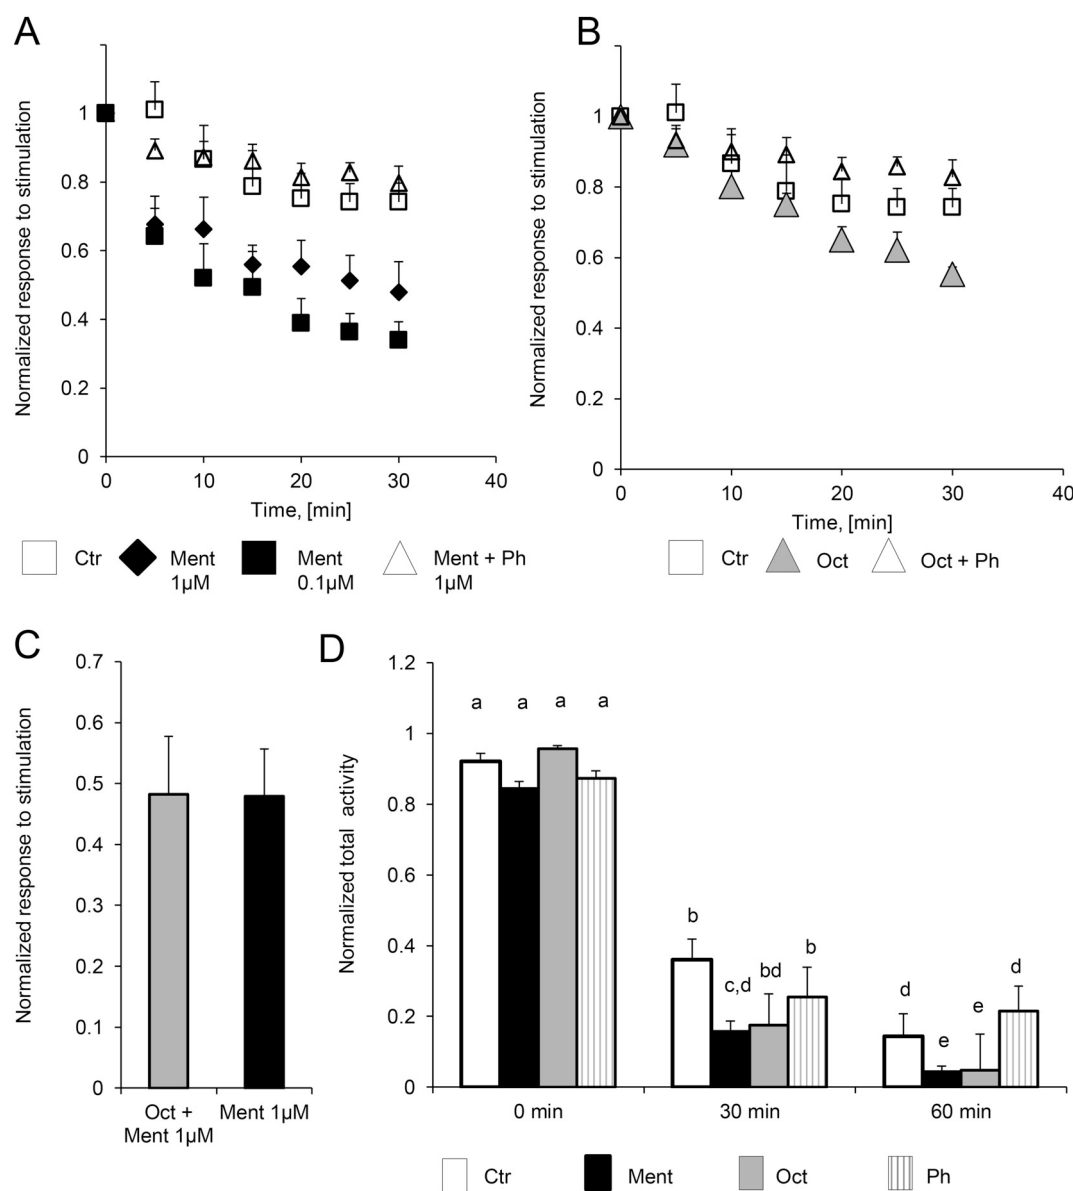 A
Normalized response to stimulation
1
0.8
0.6
0.4
0.2
0
0 10 20 30 40
Time, [min]
Ctr
Ment
1µM
Ment
0.1µM
Ment + Ph
1µM
B
Normalized response to stimulation
1
0.8
0.6
0.4
0.2
0
0 10 20 30 40
Time, [min]
Ctr
Oct
Oct + Ph
C
Normalized response to stimulation
0.7
0.6
0.5
0.4
0.3
0.2
0.1
0
Oct +
Ment 1µM
Ment 1µM
D
Normalized total activity
1.2
1
0.8
0.6
0.4
0.2
0
a a a a
b c,d bd b
d e e d
0 min 30 min 60 min
Ctr Ment Oct Ph